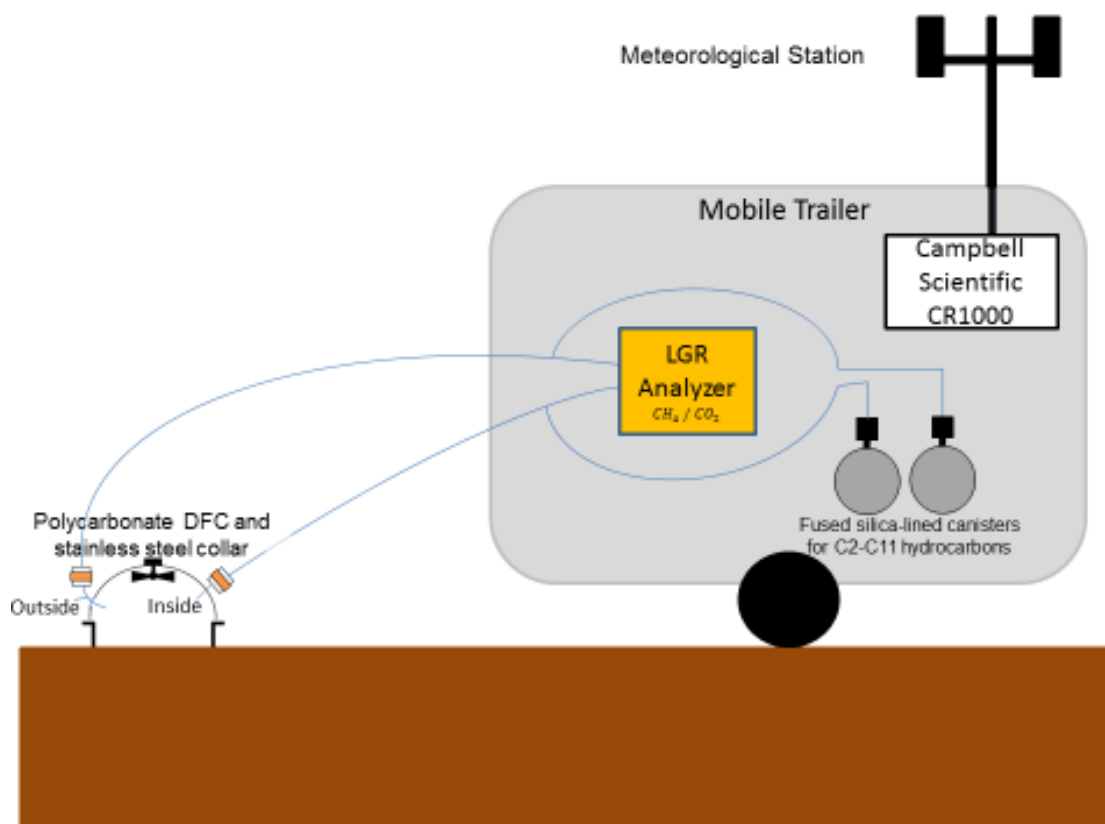 Meteorological Station
Mobile Trailer
Campbell
Scientific
CR1000
LGR
Analyzer
CH₄ / CO₂
Fused silica-lined canisters
for C2-C11 hydrocarbons
Polycarbonate DFC and
stainless steel collar
Outside
Inside